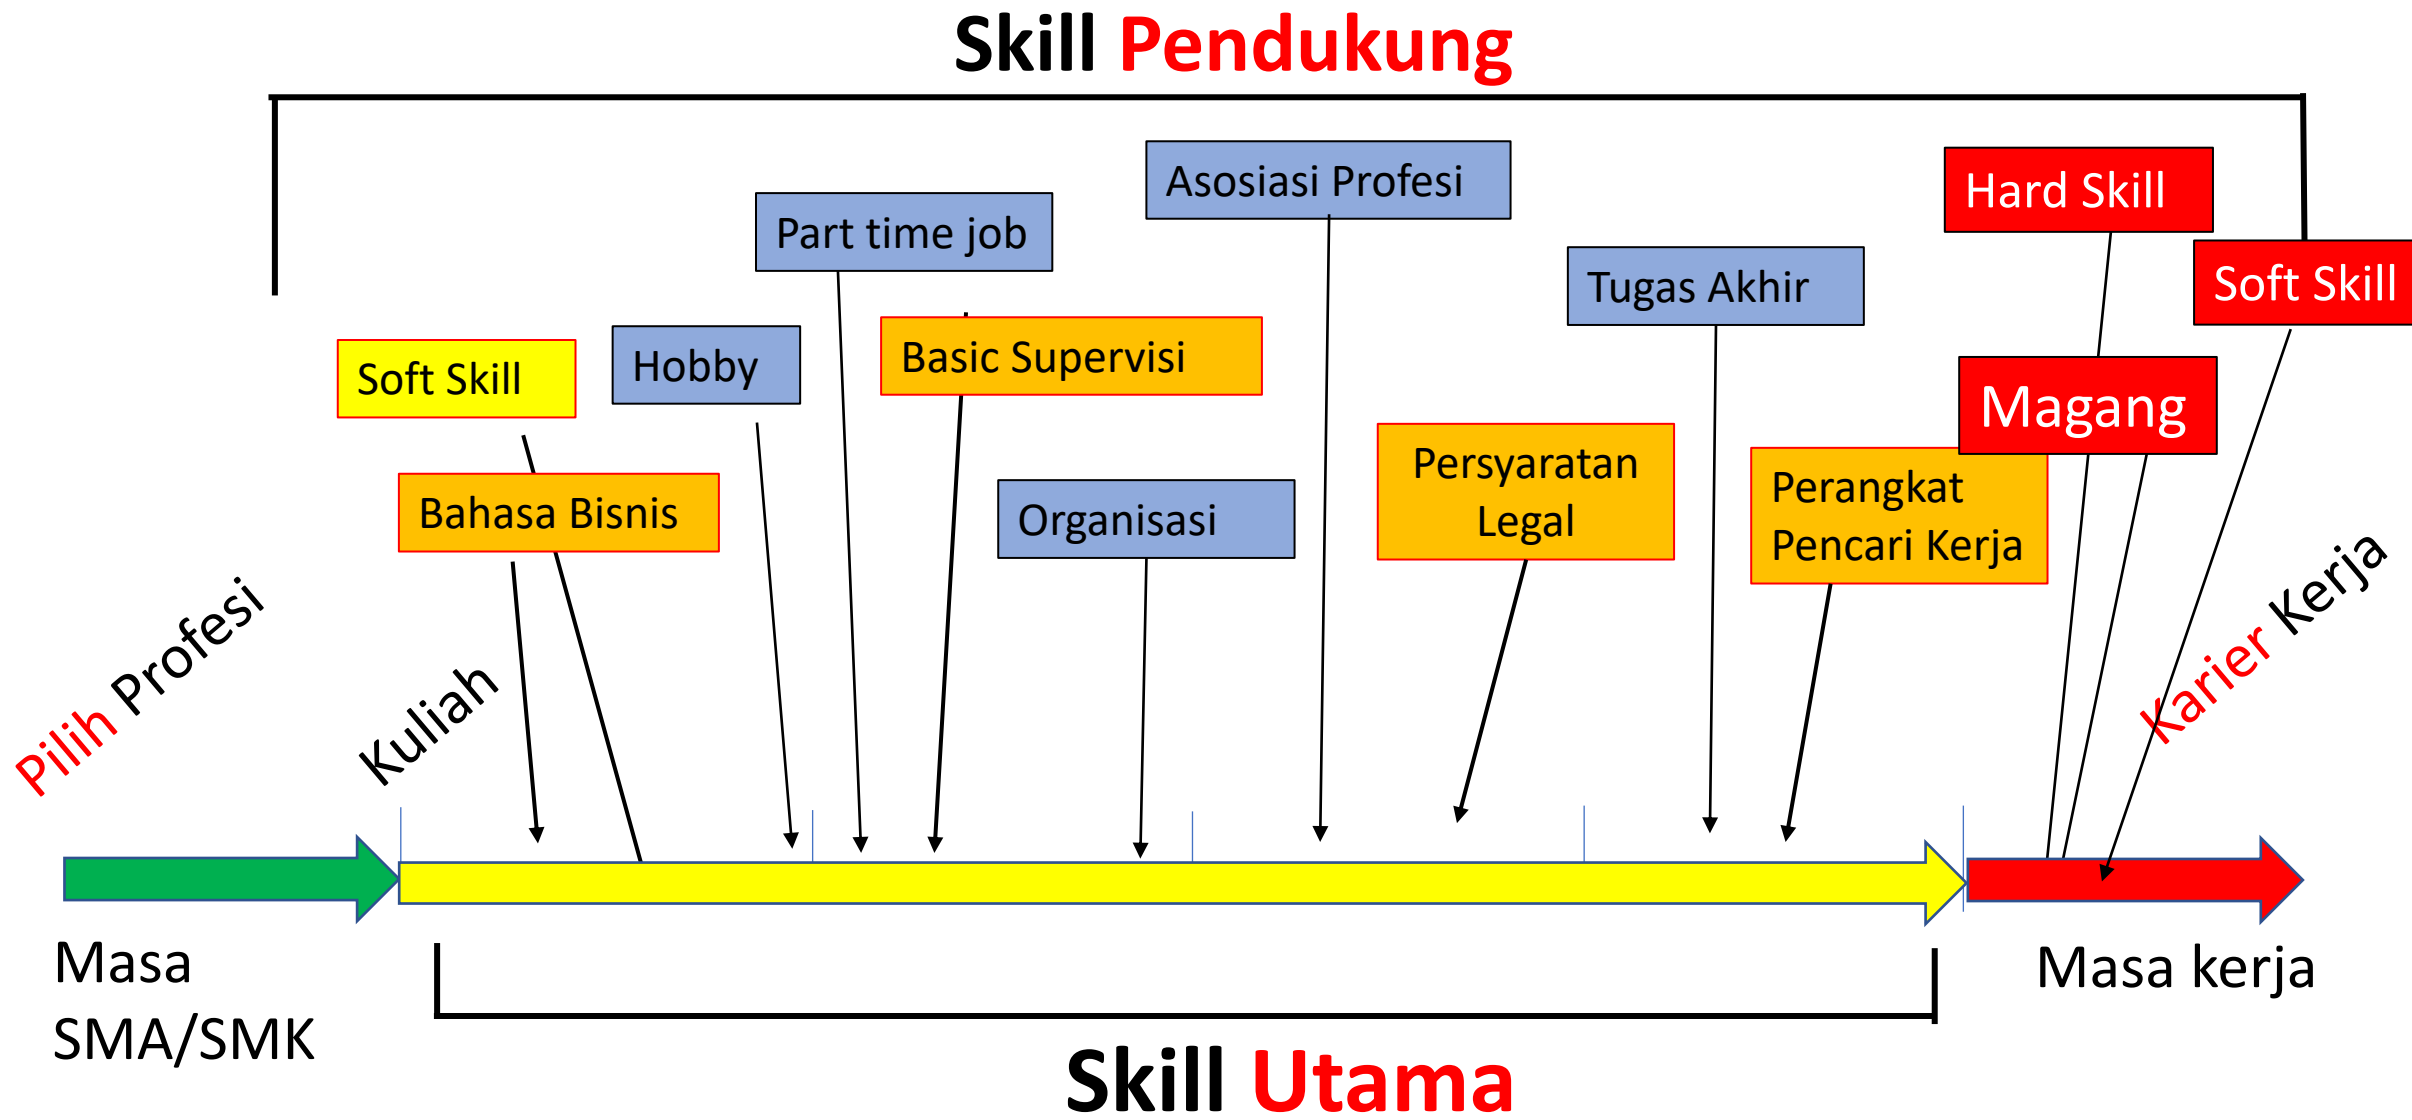 Skill Pendukung
Asosiasi Profesi
Hard Skill
Part time job
Soft Skill
Tugas Akhir
Basic Supervisi
Hobby
Soft Skill
Magang
Persyaratan
Legal
Perangkat
Pencari Kerja
Bahasa Bisnis
Organisasi
Pilih Profesi
Kuliah
Karier Kerja
Masa
SMA/SMK
Masa kerja
Skill Utama